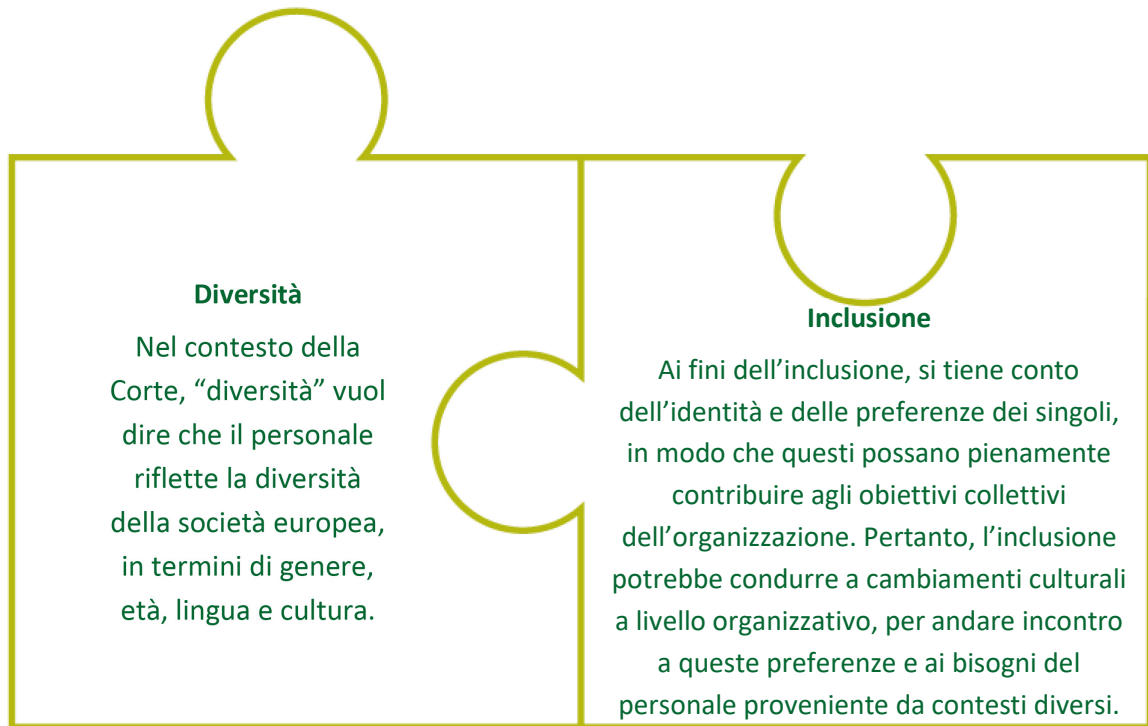 Diversità
Nel contesto della
Corte, “diversità” vuol
dire che il personale
riflette la diversità
della società europea,
in termini di genere,
età, lingua e cultura.
Inclusione
Ai fini dell’inclusione, si tiene conto
dell’identità e delle preferenze dei singoli,
in modo che questi possano pienamente
contribuire agli obiettivi collettivi
dell’organizzazione. Pertanto, l’inclusione
potrebbe condurre a cambiamenti culturali
a livello organizzativo, per andare incontro
a queste preferenze e ai bisogni del
personale proveniente da contesti diversi.